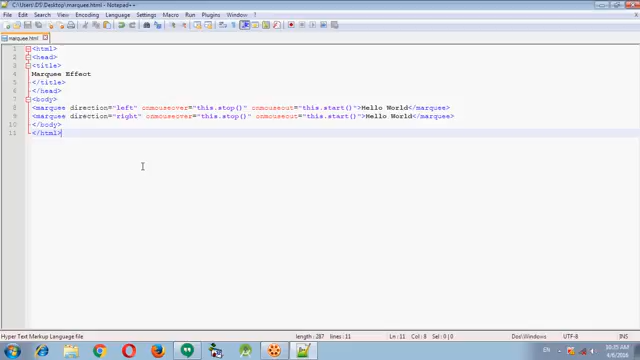 C:\Users\DS\Desktop\marquee.html - Notepad++
File Edit Search View Encoding Language Settings Macro Run Plugins Window ?
marquee.html
1 <html>
2 <head>
3 <title>
4 Marquee Effect
5 </title>
6 </head>
7 <body>
8 <marquee direction="left" onmouseover="this.stop()" onmouseout="this.start()">Hello World</marquee>
9 <marquee direction="right" onmouseover="this.stop()" onmouseout="this.start()">Hello World</marquee>
10 </body>
11 </html>
Hyper Text Markup Language file length : 287 lines : 11 Ln : 11 Col : 8 Sel : 0 | 0 Dos\Windows UTF-8 INS
EN
10:35 AM
4/6/2016